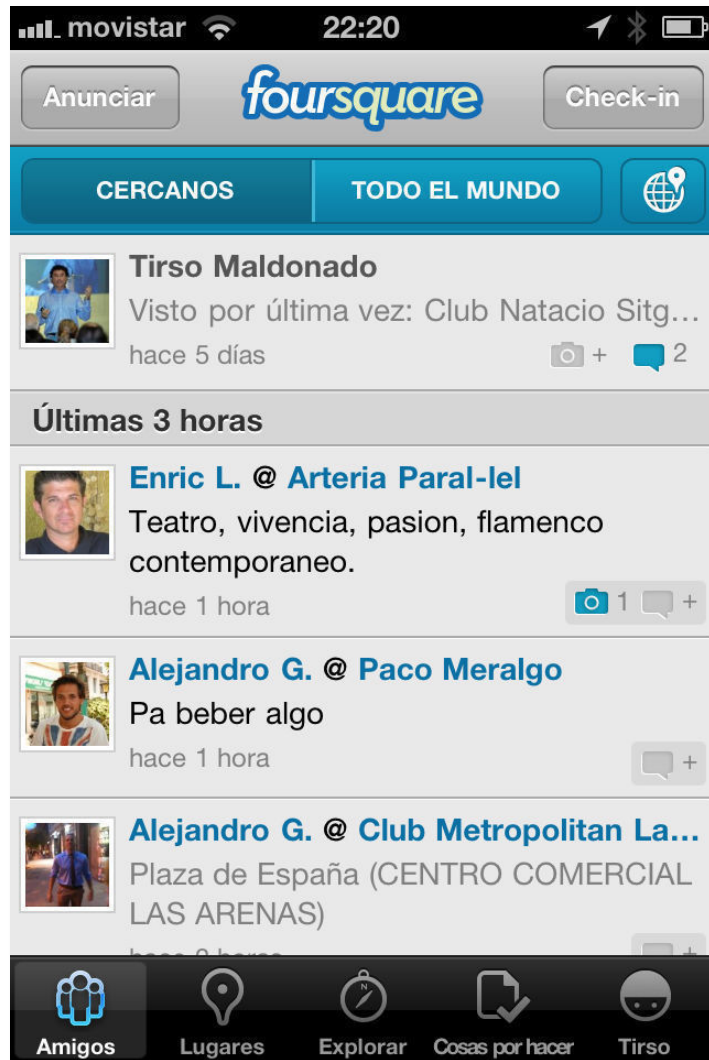 movistar 22:20
Anunciar foursquare Check-in
CERCANOS TODO EL MUNDO
Tirso Maldonado
Visto por última vez: Club Natacio Sitg...
hace 5 días + 2
Últimas 3 horas
Enric L. @ Arteria Paral-lel
Teatro, vivencia, pasion, flamenco
contemporaneo.
hace 1 hora 1 +
Alejandro G. @ Paco Meralgo
Pa beber algo
hace 1 hora +
Alejandro G. @ Club Metropolitan La...
Plaza de España (CENTRO COMERCIAL
LAS ARENAS)
Amigos Lugares Explorar Cosas por hacer Tirso